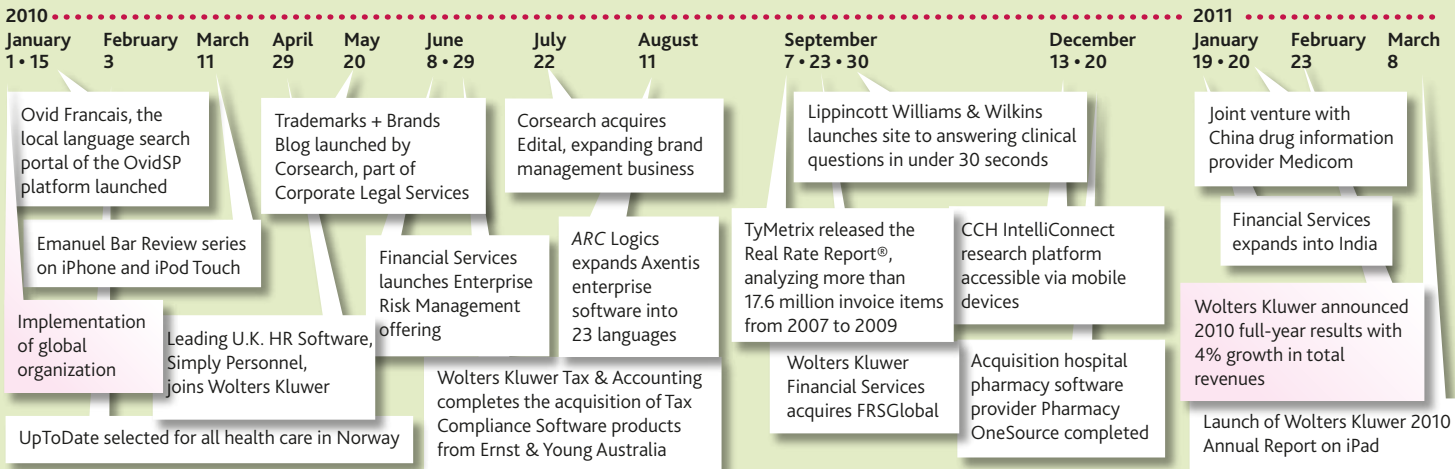 2010
2011
January
February
March
April
May
June
July
August
September
December
January
February
March
1 • 15
3
11
29
20
8 • 29
22
11
7 • 23 • 30
13 • 20
19 • 20
23
8
Ovid Francais, the
local language search
portal of the OvidSP
platform launched
Emanuel Bar Review series
on iPhone and iPod Touch
Implementation
of global
organization
UpToDate selected for all health care in Norway
Trademarks + Brands
Blog launched by
Corsearch, part of
Corporate Legal Services
Leading U.K. HR Software,
Simply Personnel,
joins Wolters Kluwer
Financial Services
launches Enterprise
Risk Management
offering
Wolters Kluwer Tax & Accounting
completes the acquisition of Tax
Compliance Software products
from Ernst & Young Australia
Corsearch acquires
Edital, expanding brand
management business
ARC Logics
expands Axentis
enterprise
software into
23 languages
Lippincott Williams & Wilkins
launches site to answering clinical
questions in under 30 seconds
TyMetrix released the
Real Rate Report®,
analyzing more than
17.6 million invoice items
from 2007 to 2009
Wolters Kluwer
Financial Services
acquires FRSGlobal
CCH IntelliConnect
research platform
accessible via mobile
devices
Acquisition hospital
pharmacy software
provider Pharmacy
OneSource completed
Joint venture with
China drug information
provider Medicom
Financial Services
expands into India
Wolters Kluwer announced
2010 full-year results with
4% growth in total
revenues
Launch of Wolters Kluwer 2010
Annual Report on iPad